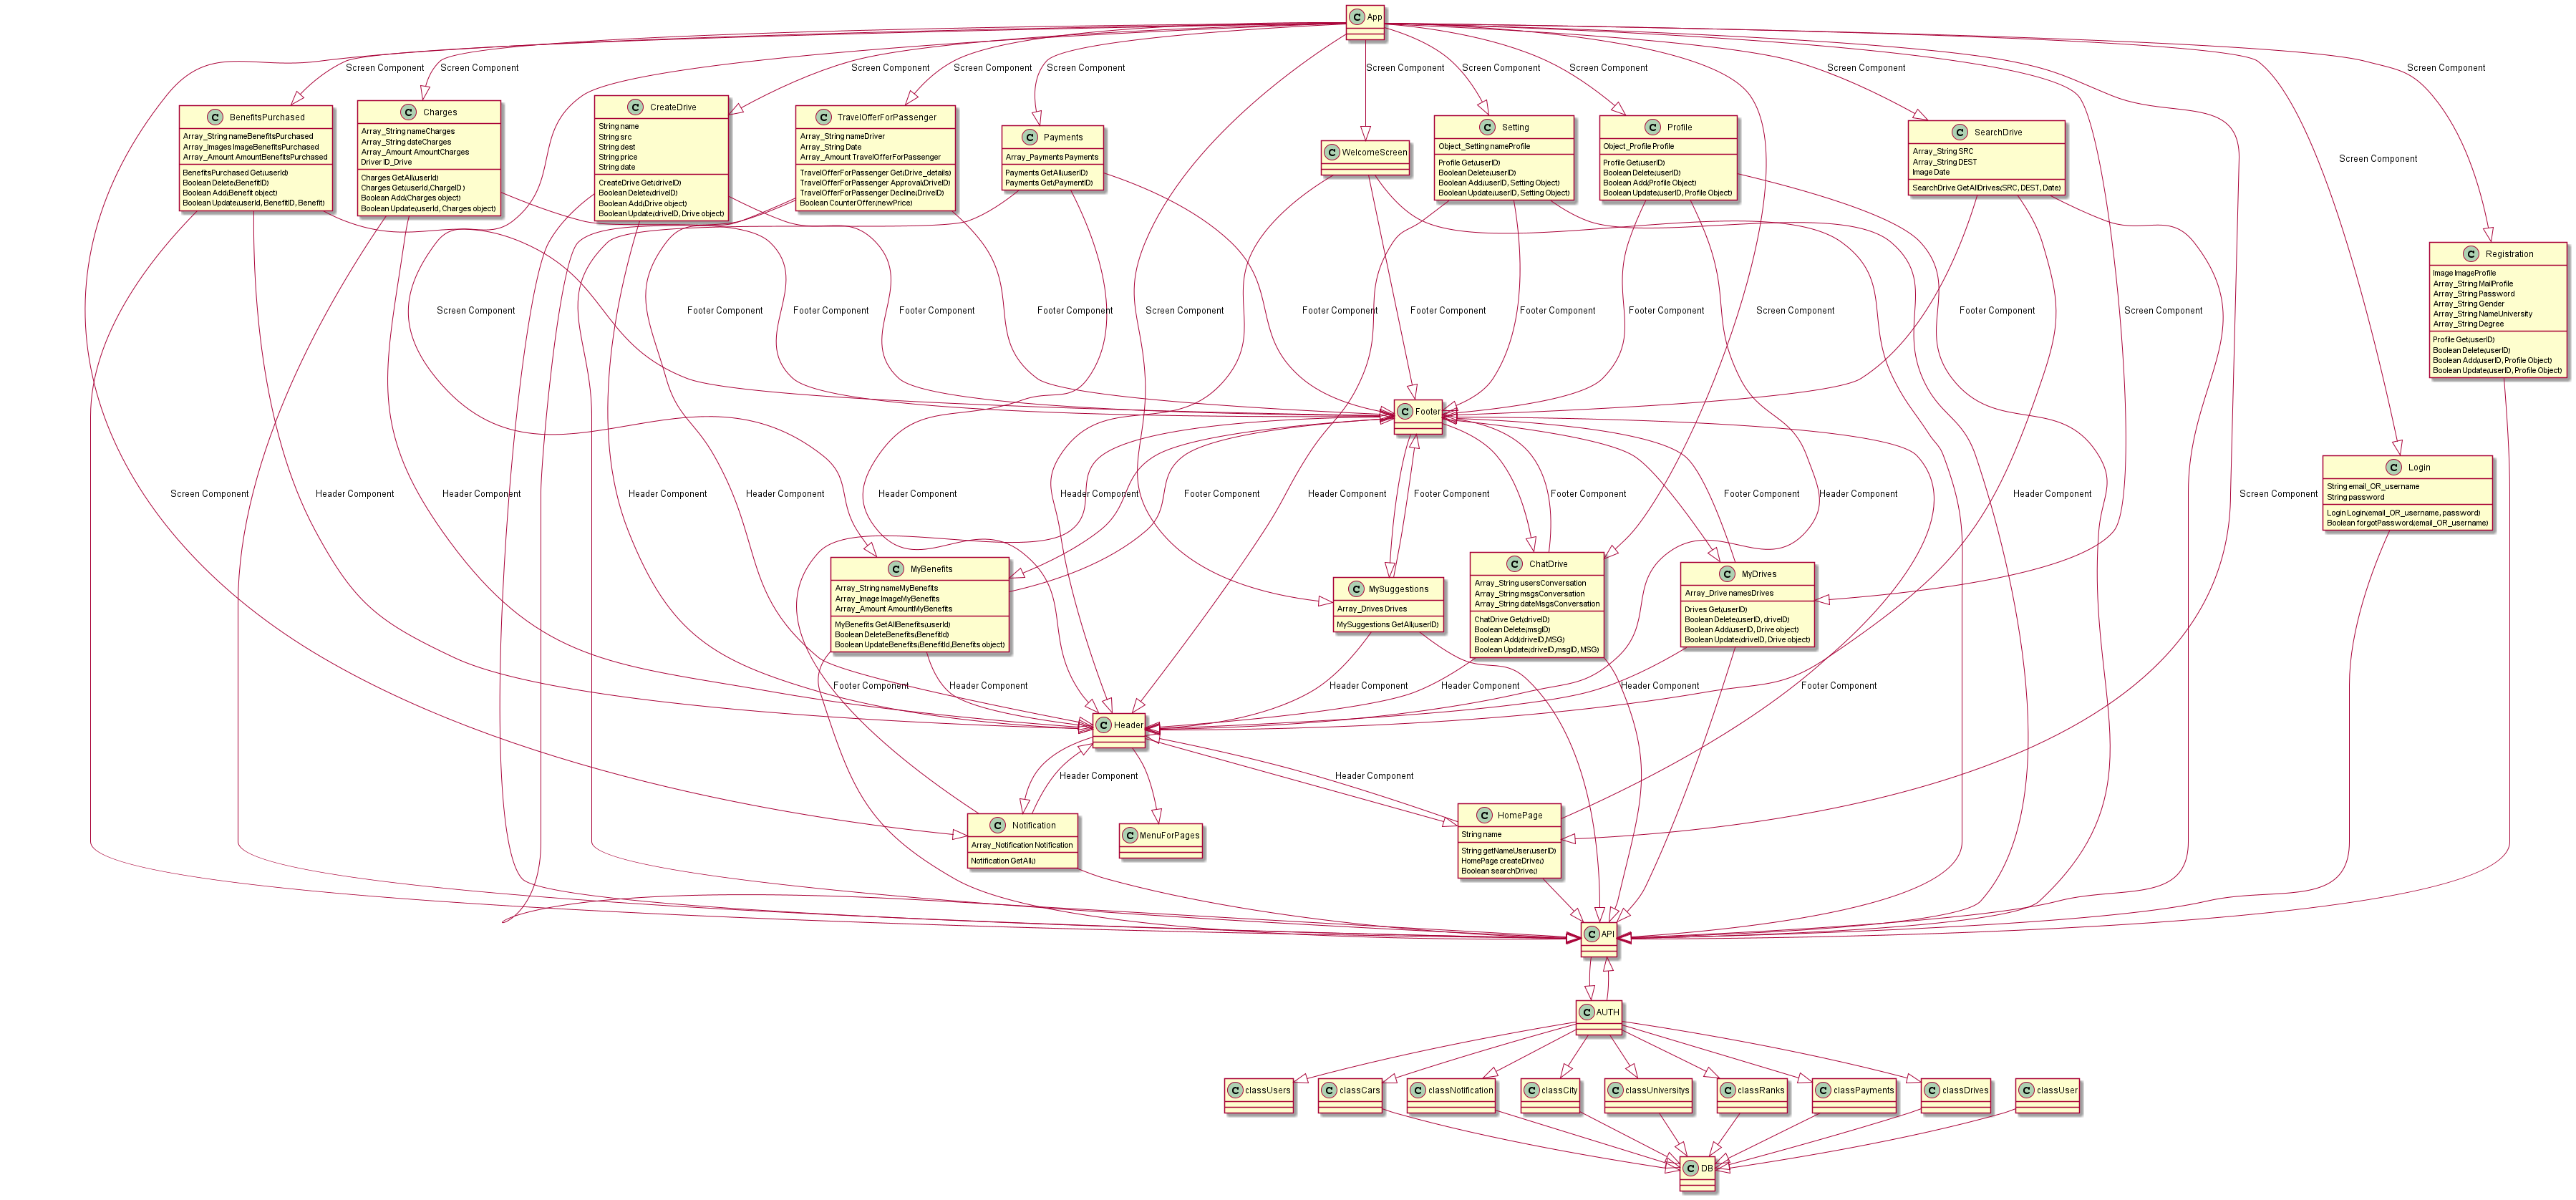 C App
Screen Component
Screen Component
Screen Component
Screen Component
Screen Component
Screen Component
Screen Component
Screen Component
Screen Component
Screen Component
C BenefitsPurchased
Array_String nameBenefitsPurchased
Array_Images ImageBenefitsPurchased
Array_Amount AmountBenefitsPurchased
BenefitsPurchased Get(userId)
Boolean Delete(BenefitID)
Boolean Add(Benefit object)
Boolean Update(userId, BenefitID, Benefit)
C Charges
Array_String nameCharges
Array_String dateCharges
Array_Amount AmountCharges
Driver ID_Drive
Charges GetAll(userId)
Charges Get(userId,ChargeID)
Boolean Add(Charges object)
Boolean Update(userId, Charges object)
C CreateDrive
String name
String src
String dest
String price
String date
CreateDrive Get(driveID)
Boolean Delete(driveID)
Boolean Add(Drive object)
Boolean Update(driveID, Drive object)
C TravelOfferForPassenger
Array_String nameDriver
Array_String Date
Array_Amount TravelOfferForPassenger
TravelOfferForPassenger Get(Drive_details)
TravelOfferForPassenger Approval(DriveID)
TravelOfferForPassenger Decline(DriveID)
Boolean CounterOffer(newPrice)
C Payments
Array_Payments Payments
Payments GetAll(userID)
Payments Get(PaymentID)
C WelcomeScreen
C Setting
Object_Setting nameProfile
Profile Get(userID)
Boolean Delete(userID)
Boolean Add(userID, Setting Object)
Boolean Update(userID, Setting Object)
C Profile
Object_Profile Profile
Profile Get(userID)
Boolean Delete(userID)
Boolean Add(Profile Object)
Boolean Update(userID, Profile Object)
C SearchDrive
Array_String SRC
Array_String DEST
Image Date
SearchDrive GetAllDrives(SRC, DEST, Date)
Screen Component
C Registration
Image ImageProfile
Array_String MailProfile
Array_String Password
Array_String Gender
Array_String NameUniversity
Array_String Degree
Profile Get(userID)
Boolean Delete(userID)
Boolean Add(userID, Profile Object)
Boolean Update(userID, Profile Object)
Screen Component
Footer Component
Footer Component
Footer Component
Footer Component
Screen Component
Footer Component
Footer Component
Footer Component
Footer Component
Screen Component
Footer Component
Screen Component
C Footer
C Login
String email_OR_username
String password
Login Login(email_OR_username, password)
Boolean forgotPassword(email_OR_username)
Screen Component
Header Component
Header Component
Header Component
Header Component
Header Component
Footer Component
Header Component
Header Component
Footer Component
Footer Component
Footer Component
Header Component
Header Component
Screen Component
C MyBenefits
Array_String nameMyBenefits
Array_Image ImageMyBenefits
Array_Amount AmountMyBenefits
MyBenefits GetAllBenefits(userId)
Boolean DeleteBenefits(BenefitId)
Boolean UpdateBenefits(BenefitId,Benefits object)
C MySuggestions
Array_Drives Drives
MySuggestions GetAll(userID)
C ChatDrive
Array_String usersConversation
Array_String msgsConversation
Array_String dateMsgsConversation
ChatDrive Get(driveID)
Boolean Delete(msgID)
Boolean Add(driveID,MSG)
Boolean Update(driveID,msgID, MSG)
C MyDrives
Array_Drive namesDrives
Drives Get(userID)
Boolean Delete(userID, driveID)
Boolean Add(userID, Drive object)
Boolean Update(driveID, Drive object)
Footer Component
Header Component
Header Component
Header Component
Header Component
Footer Component
C Header
Header Component
Header Component
C Notification
Array_Notification Notification
Notification GetAll()
C MenuForPages
C HomePage
String name
String getNameUser(userID)
HomePage createDrive()
Boolean searchDrive()
C API
C AUTH
C classUsers
C classCars
C classNotification
C classCity
C classUniversitys
C classRanks
C classPayments
C classDrives
C classUser
C DB